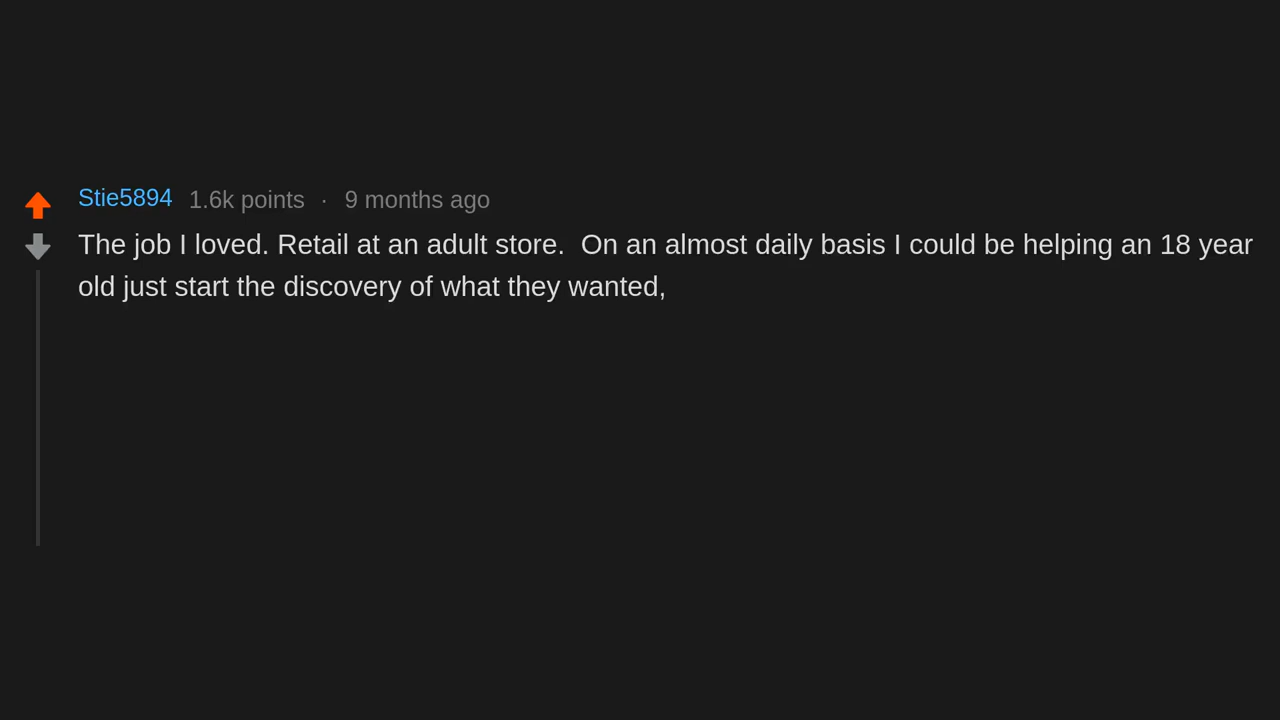 Stie5894 1.6k points · 9 months ago
The job I loved. Retail at an adult store.  On an almost daily basis I could be helping an 18 year
old just start the discovery of what they wanted,